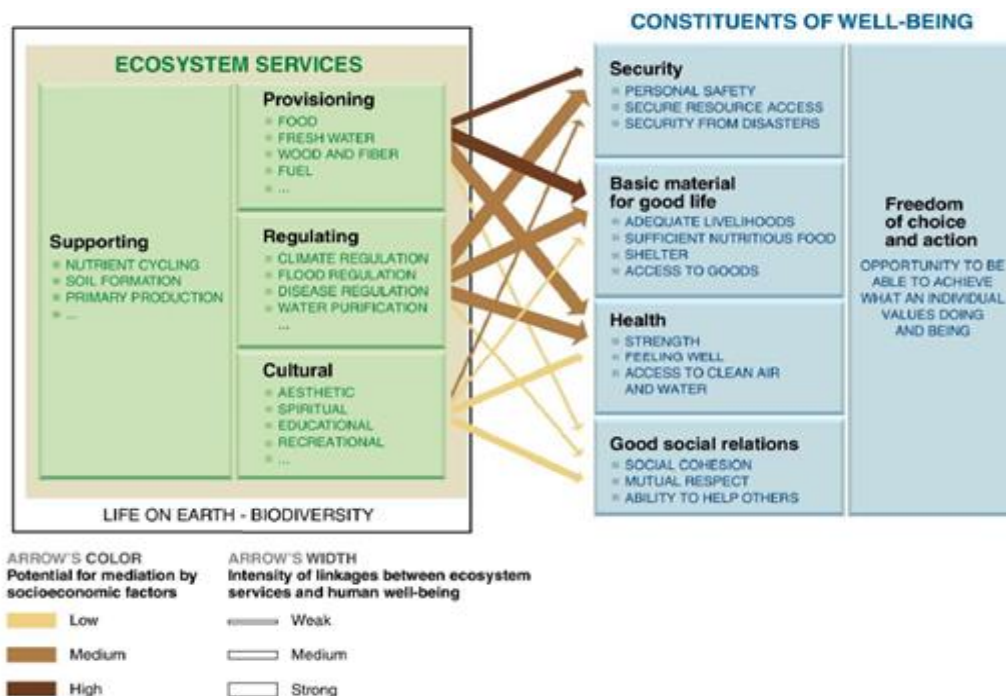 CONSTITUENTS OF WELL-BEING
ECOSYSTEM SERVICES
Supporting
NUTRIENT CYCLING
SOIL FORMATION
PRIMARY PRODUCTION
...
Provisioning
FOOD
FRESH WATER
WOOD AND FIBER
FUEL
...
Regulating
CLIMATE REGULATION
FLOOD REGULATION
DISEASE REGULATION
WATER PURIFICATION
...
Cultural
AESTHETIC
SPIRITUAL
EDUCATIONAL
RECREATIONAL
...
LIFE ON EARTH - BIODIVERSITY
Security
PERSONAL SAFETY
SECURE RESOURCE ACCESS
SECURITY FROM DISASTERS
Basic material
for good life
ADEQUATE LIVELIHOODS
SUFFICIENT NUTRITIOUS FOOD
SHELTER
ACCESS TO GOODS
Health
STRENGTH
FEELING WELL
ACCESS TO CLEAN AIR
AND WATER
Good social relations
SOCIAL COHESION
MUTUAL RESPECT
ABILITY TO HELP OTHERS
Freedom
of choice
and action
OPPORTUNITY TO BE
ABLE TO ACHIEVE
WHAT AN INDIVIDUAL
VALUES DOING
AND BEING
ARROW'S COLOR
Potential for mediation by
socioeconomic factors
Low
Medium
High
ARROW'S WIDTH
Intensity of linkages between ecosystem
services and human well-being
Weak
Medium
Strong